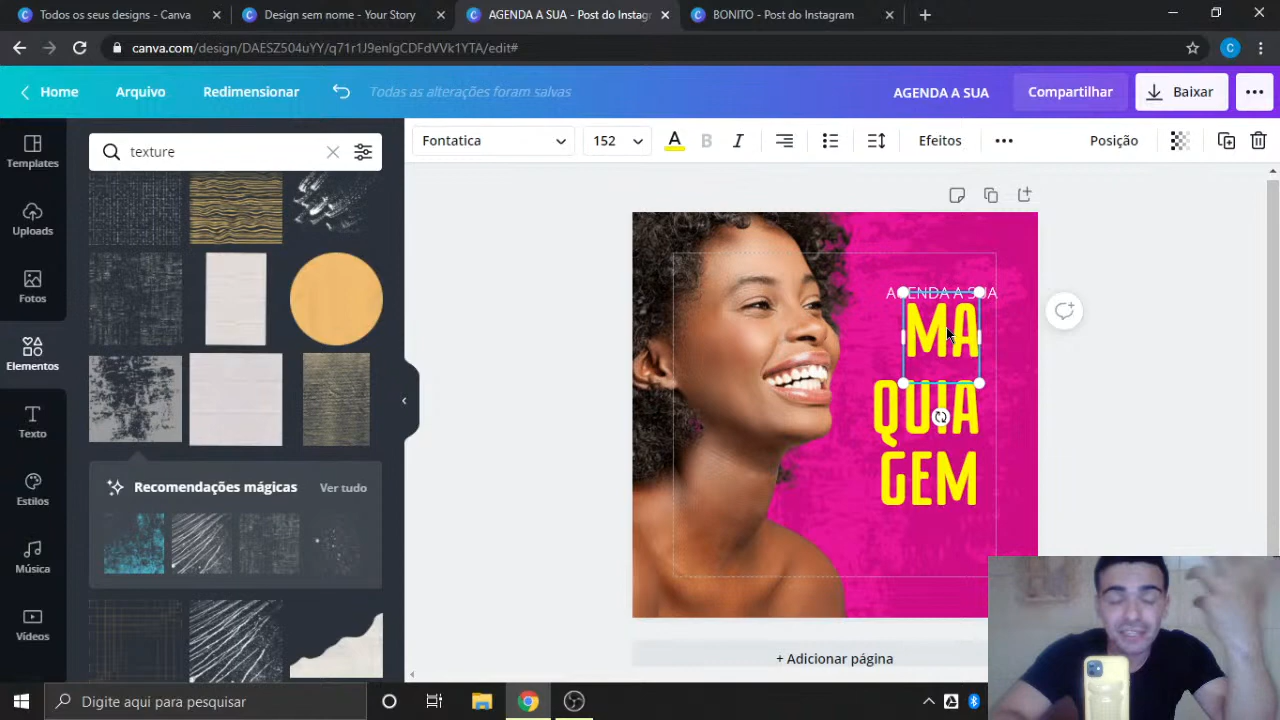 Todos os seus designs - Canva
Design sem nome - Your Story
AGENDA A SUA - Post do Instag
BONITO - Post do Instagram
canva.com/design/DAESZ504uYY/q71r1J9enIgCDFdVVk1YTA/edit#
C
Home
Arquivo
Redimensionar
Todas as alterações foram salvas
AGENDA A SUA
Compartilhar
Baixar
Templates
Uploads
Fotos
Elementos
Texto
Estilos
Música
Vídeos
texture
Recomendações mágicas
Ver tudo
Fontatica
152
A
B
I
Efeitos
Posição
AGENDA A SUA
MA
QUIA
GEM
+ Adicionar página
Digite aqui para pesquisar